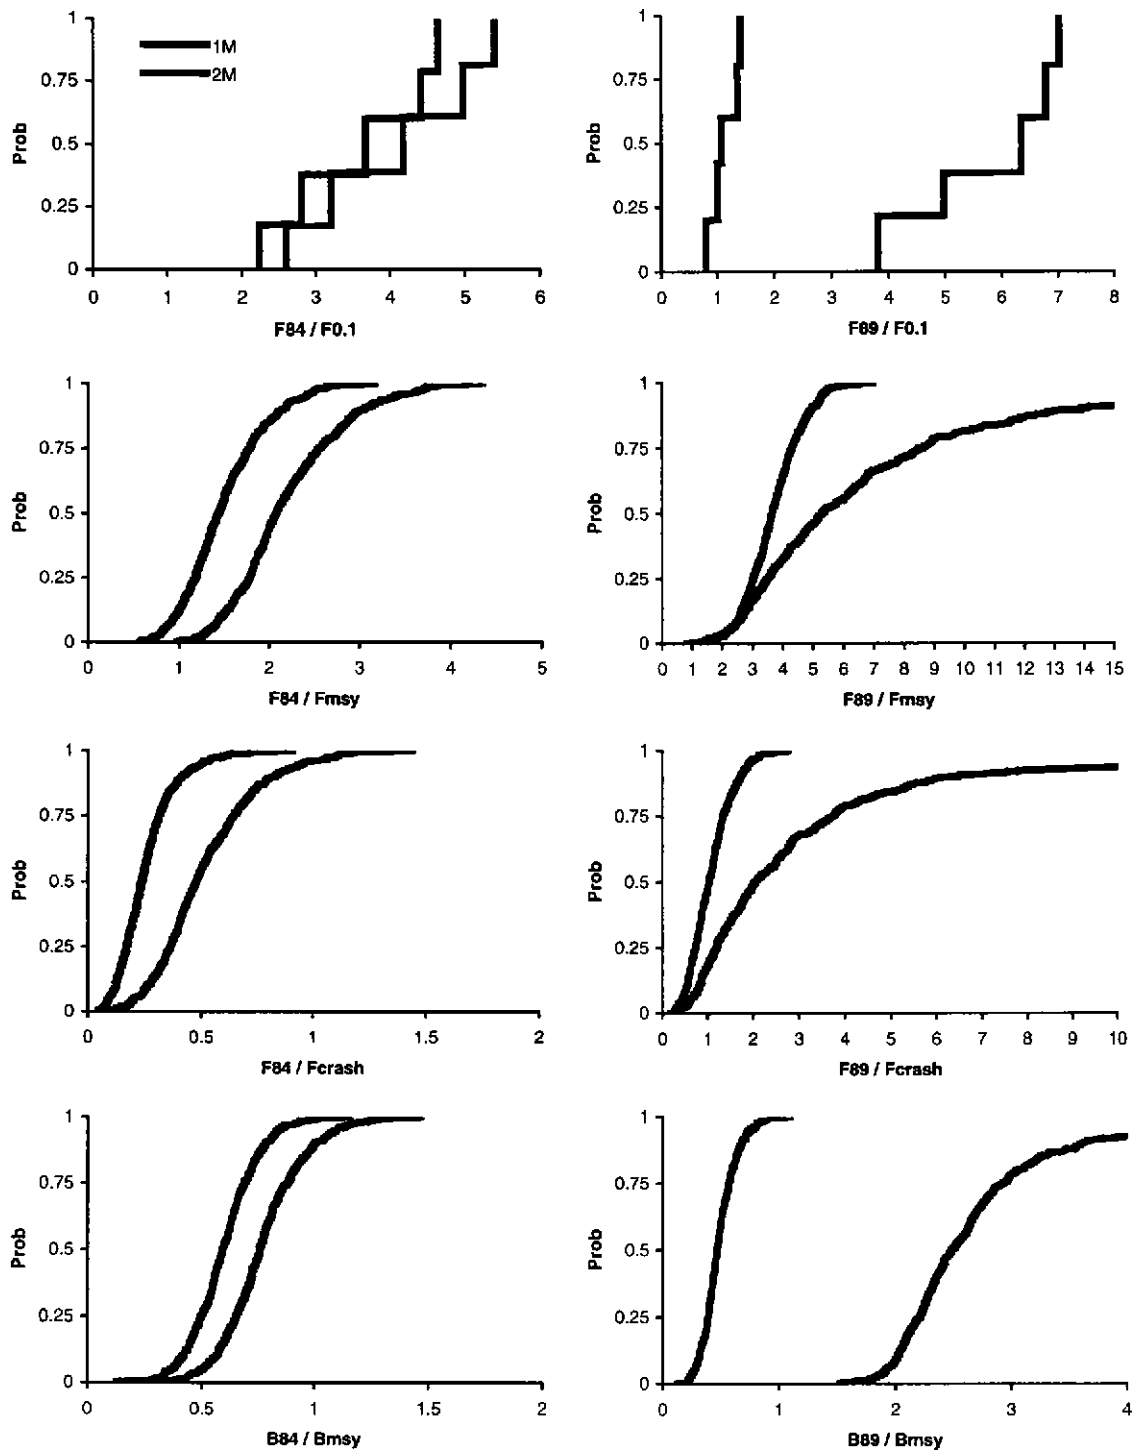 1M
2M
Prob
1
0.75
0.5
0.25
0
0 1 2 3 4 5 6
F84 / F0.1
Prob
1
0.75
0.5
0.25
0
0 1 2 3 4 5 6 7 8
F89 / F0.1
Prob
1
0.75
0.5
0.25
0
0 1 2 3 4 5
F84 / Fmsy
Prob
1
0.75
0.5
0.25
0
0 1 2 3 4 5 6 7 8 9 10 11 12 13 14 15
F89 / Fmsy
Prob
1
0.75
0.5
0.25
0
0 0.5 1 1.5 2
F84 / Fcrash
Prob
1
0.75
0.5
0.25
0
0 1 2 3 4 5 6 7 8 9 10
F89 / Fcrash
Prob
1
0.75
0.5
0.25
0
0 0.5 1 1.5 2
B84 / Bmsy
Prob
1
0.75
0.5
0.25
0
0 1 2 3 4
B89 / Bmsy